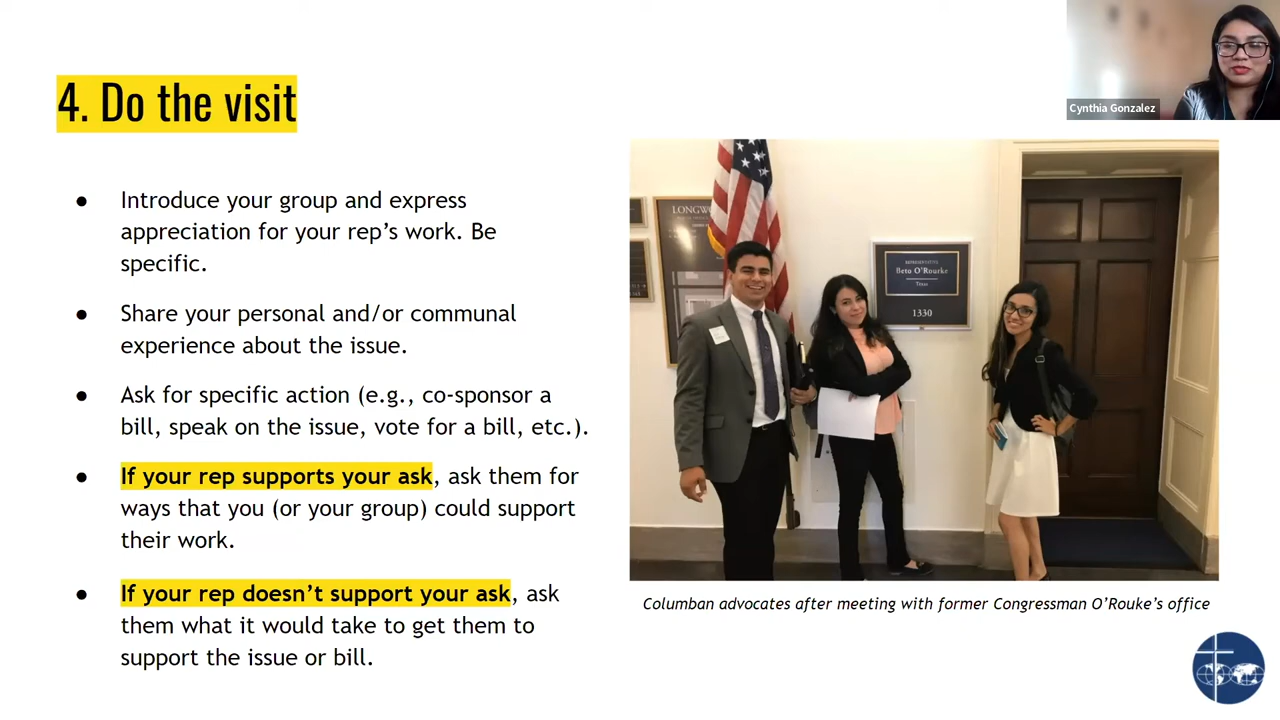 Cynthia Gonzalez
4. Do the visit
● Introduce your group and express
appreciation for your rep's work. Be
specific.
● Share your personal and/or communal
experience about the issue.
● Ask for specific action (e.g., co-sponsor a
bill, speak on the issue, vote for a bill, etc.).
● If your rep supports your ask, ask them for
ways that you (or your group) could support
their work.
● If your rep doesn't support your ask, ask
them what it would take to get them to
support the issue or bill.
LONGW
REPRESENTATIVE
Beto O'Rourke
Texas
1330
Columban advocates after meeting with former Congressman O'Rouke's office